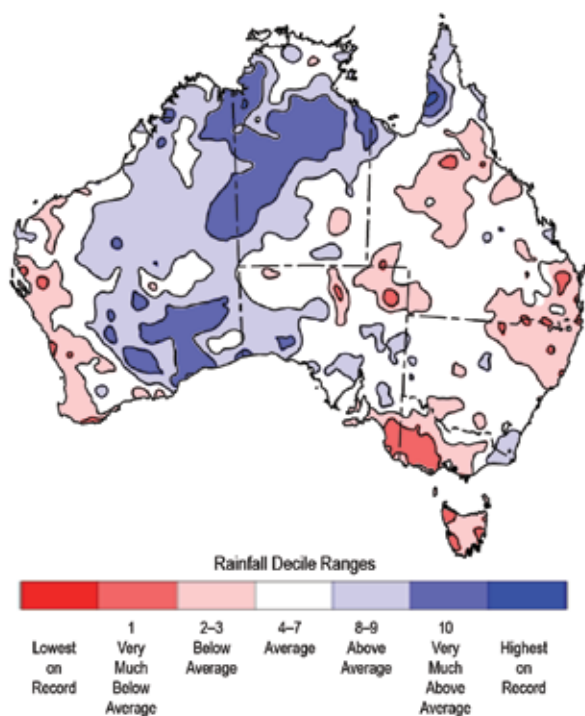 Rainfall Decile Ranges
1 2–3 4–7 8–9 10
Lowest Very Below Average Above Very Highest
on Much Average Average Much on
Record Below Above Record
Average Average